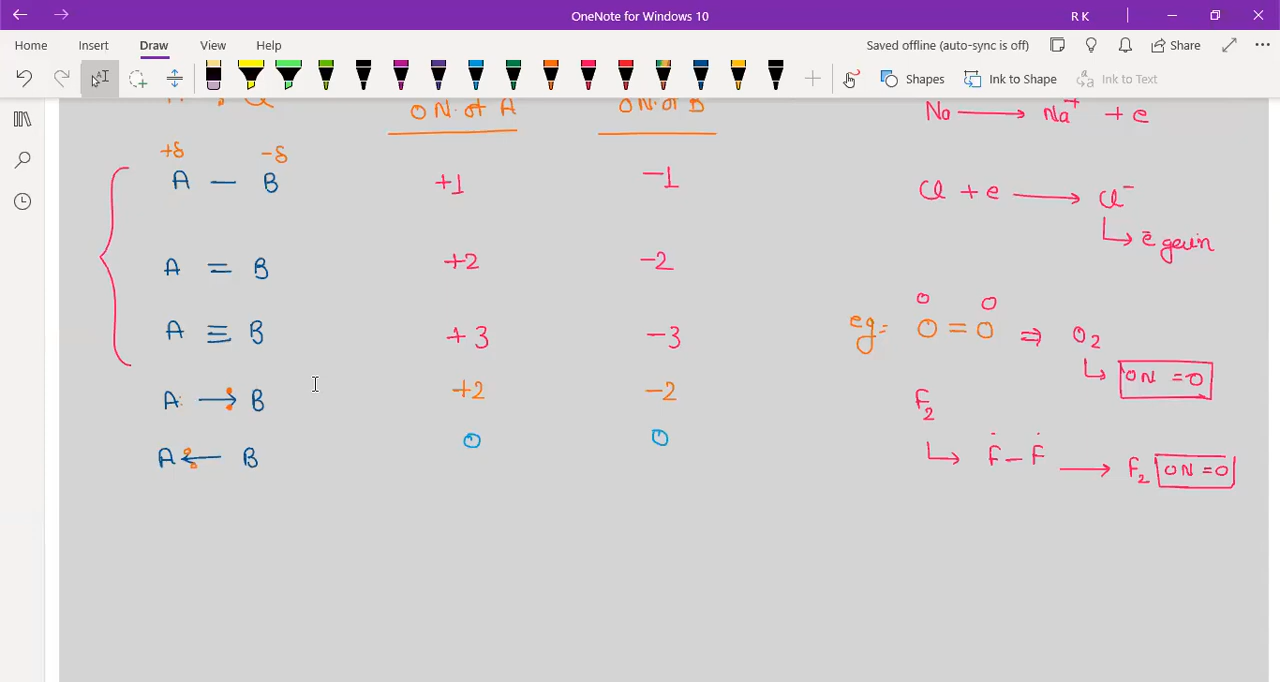 OneNote for Windows 10
R K
Home Insert Draw View Help
Saved offline (auto-sync is off)
Share
Shapes
Ink to Shape
Ink to Text
O N. of A
O N. of B
Na ⟶ Na⁺ + e
+δ -δ
A — B +1 -1
Cl + e ⟶ Cl⁻
↳ ē gain
A = B +2 -2
A ≡ B +3 -3
0 0
eg= O = O ⇒ O₂
↳ ON = 0
A: ⟶ B +2 -2
F₂
A ⟵ B 0 0
↳ F – F ⟶ F₂ ON = 0